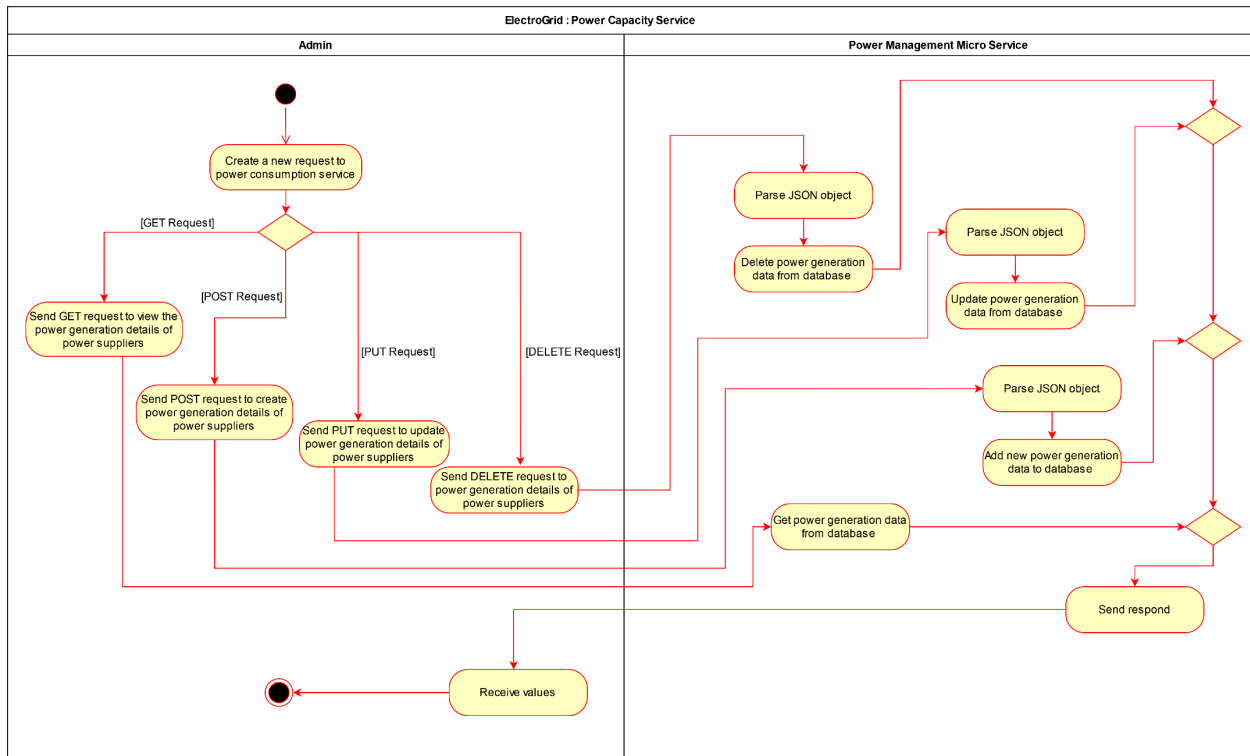 ElectroGrid : Power Capacity Service
Admin
Power Management Micro Service
Create a new request to
power consumption service
[GET Request]
[POST Request]
[PUT Request]
[DELETE Request]
Send GET request to view the
power generation details of
power suppliers
Send POST request to create
power generation details of
power suppliers
Send PUT request to update
power generation details of
power suppliers
Send DELETE request to
power generation details of
power suppliers
Parse JSON object
Delete power generation
data from database
Parse JSON object
Update power generation
data from database
Parse JSON object
Add new power generation
data to database
Get power generation data
from database
Send respond
Receive values